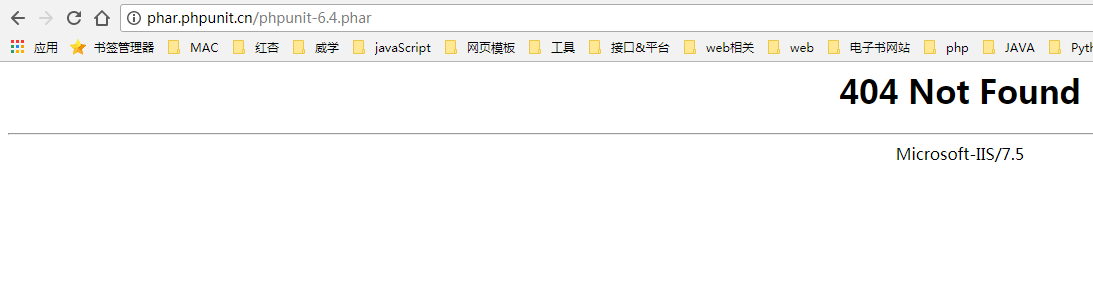 phar.phpunit.cn/phpunit-6.4.phar
应用 书签管理器 MAC 红杏 威学 javaScript 网页模板 工具 接口&平台 web相关 web 电子书网站 php JAVA Pyth
404 Not Found
Microsoft-IIS/7.5